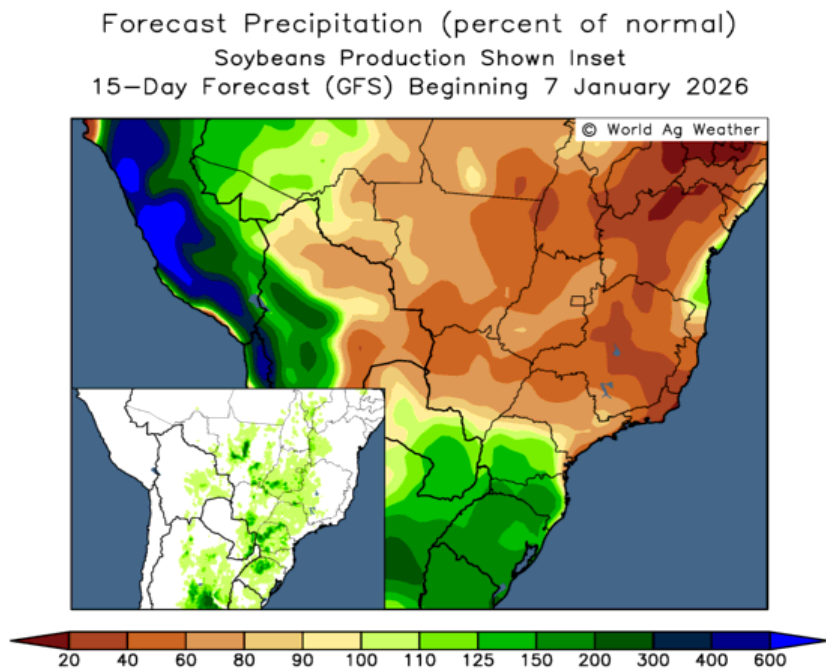 Forecast Precipitation (percent of normal)
Soybeans Production Shown Inset
15-Day Forecast (GFS) Beginning 7 January 2026
© World Ag Weather
20 40 60 80 90 100 110 125 150 200 300 400 600